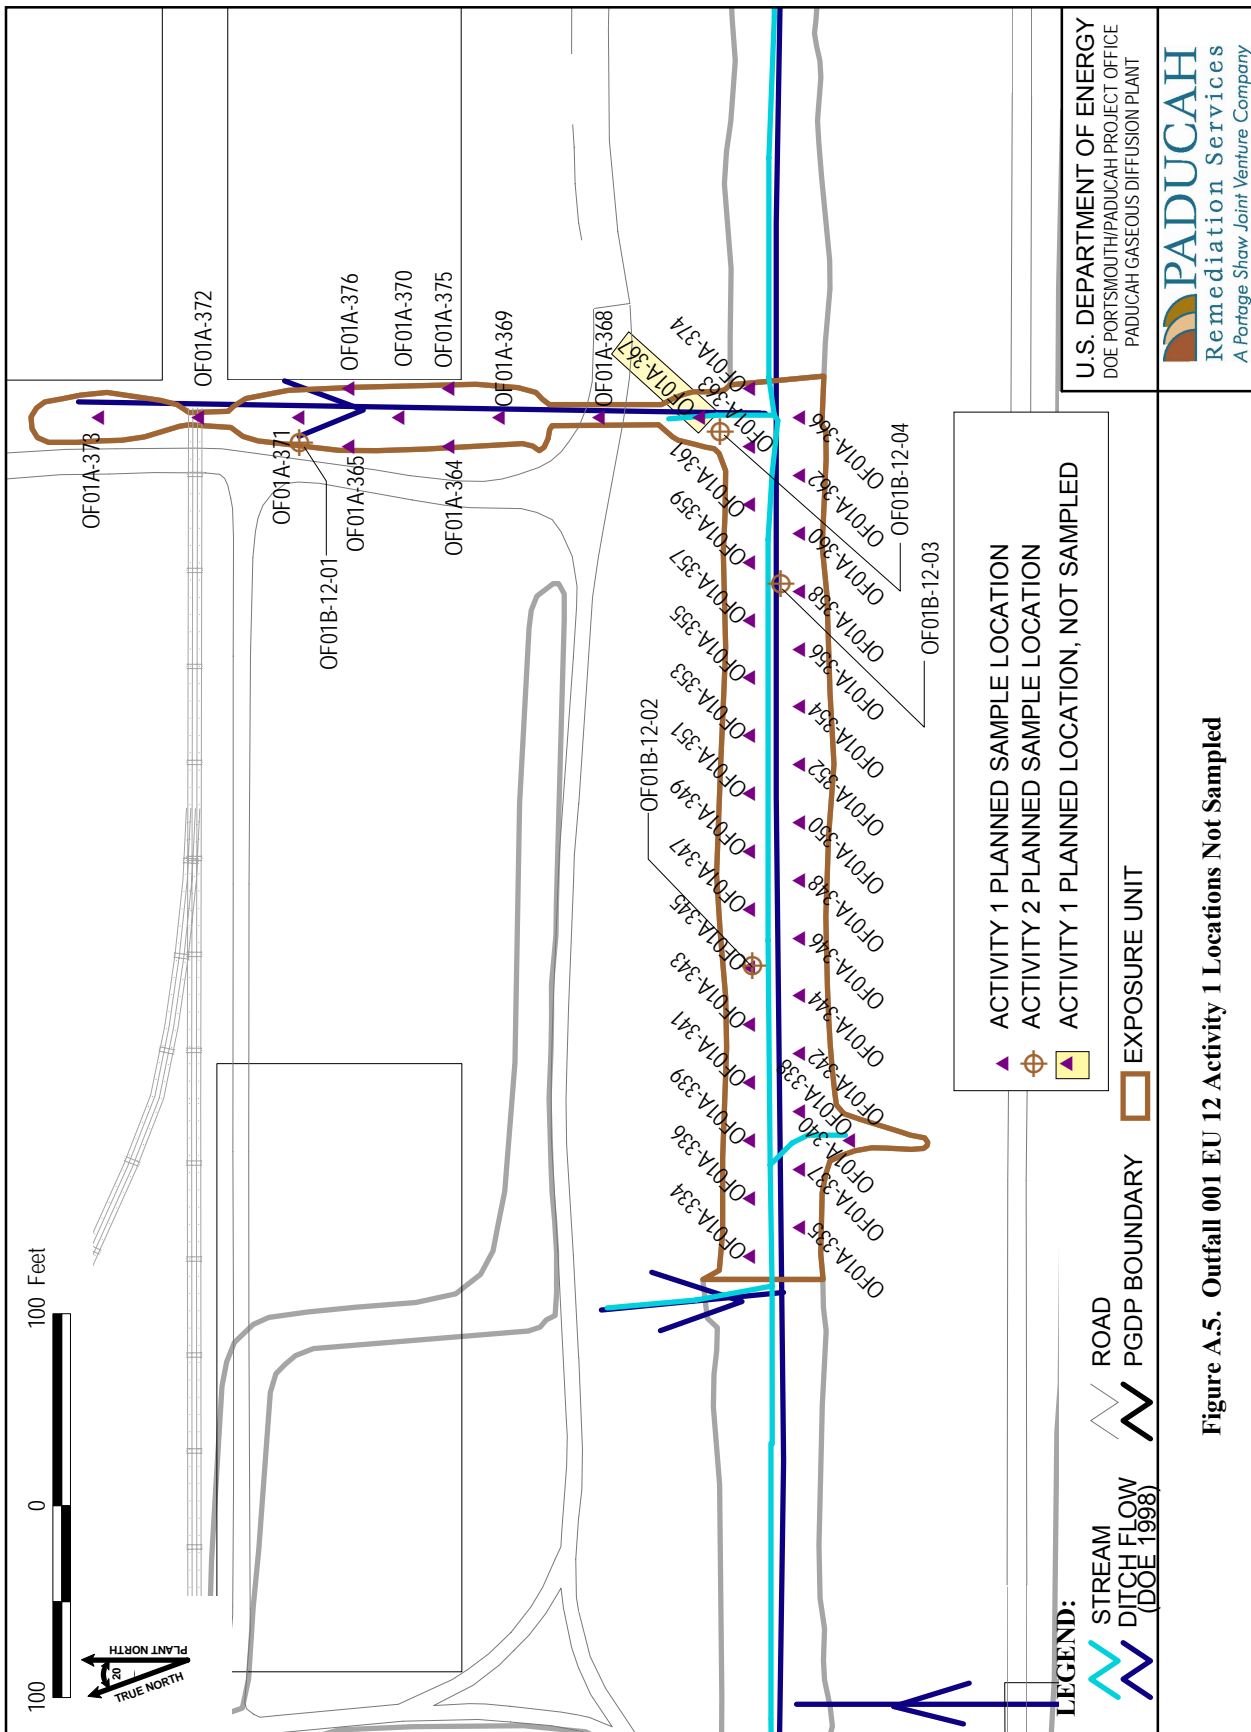 100 0 100 Feet
PLANT NORTH
20
TRUE NORTH
OF01A-373
OF01A-372
OF01A-371
OF01A-376
OF01B-12-01
OF01A-365
OF01A-370
OF01A-364
OF01A-375
OF01A-369
OF01A-368
OF01A-367
OF01A-374
OF01A-363
OF01B-12-02
OF01A-334
OF01A-336
OF01A-339
OF01A-341
OF01A-343
OF01A-345
OF01A-347
OF01A-349
OF01A-351
OF01A-353
OF01A-355
OF01A-357
OF01A-359
OF01A-361
OF01A-335
OF01A-337
OF01A-340
OF01A-338
OF01A-342
OF01A-344
OF01A-346
OF01A-348
OF01A-350
OF01A-352
OF01A-354
OF01A-356
OF01A-358
OF01A-360
OF01A-362
OF01A-366
OF01B-12-04
OF01B-12-03
ACTIVITY 1 PLANNED SAMPLE LOCATION
ACTIVITY 2 PLANNED SAMPLE LOCATION
ACTIVITY 1 PLANNED LOCATION, NOT SAMPLED
LEGEND:
STREAM
DITCH FLOW
(DOE 1998)
ROAD
PGDP BOUNDARY
EXPOSURE UNIT
U.S. DEPARTMENT OF ENERGY
DOE PORTSMOUTH/PADUCAH PROJECT OFFICE
PADUCAH GASEOUS DIFFUSION PLANT
PADUCAH
Remediation Services
A Portage Shaw Joint Venture Company
Figure A.5. Outfall 001 EU 12 Activity 1 Locations Not Sampled